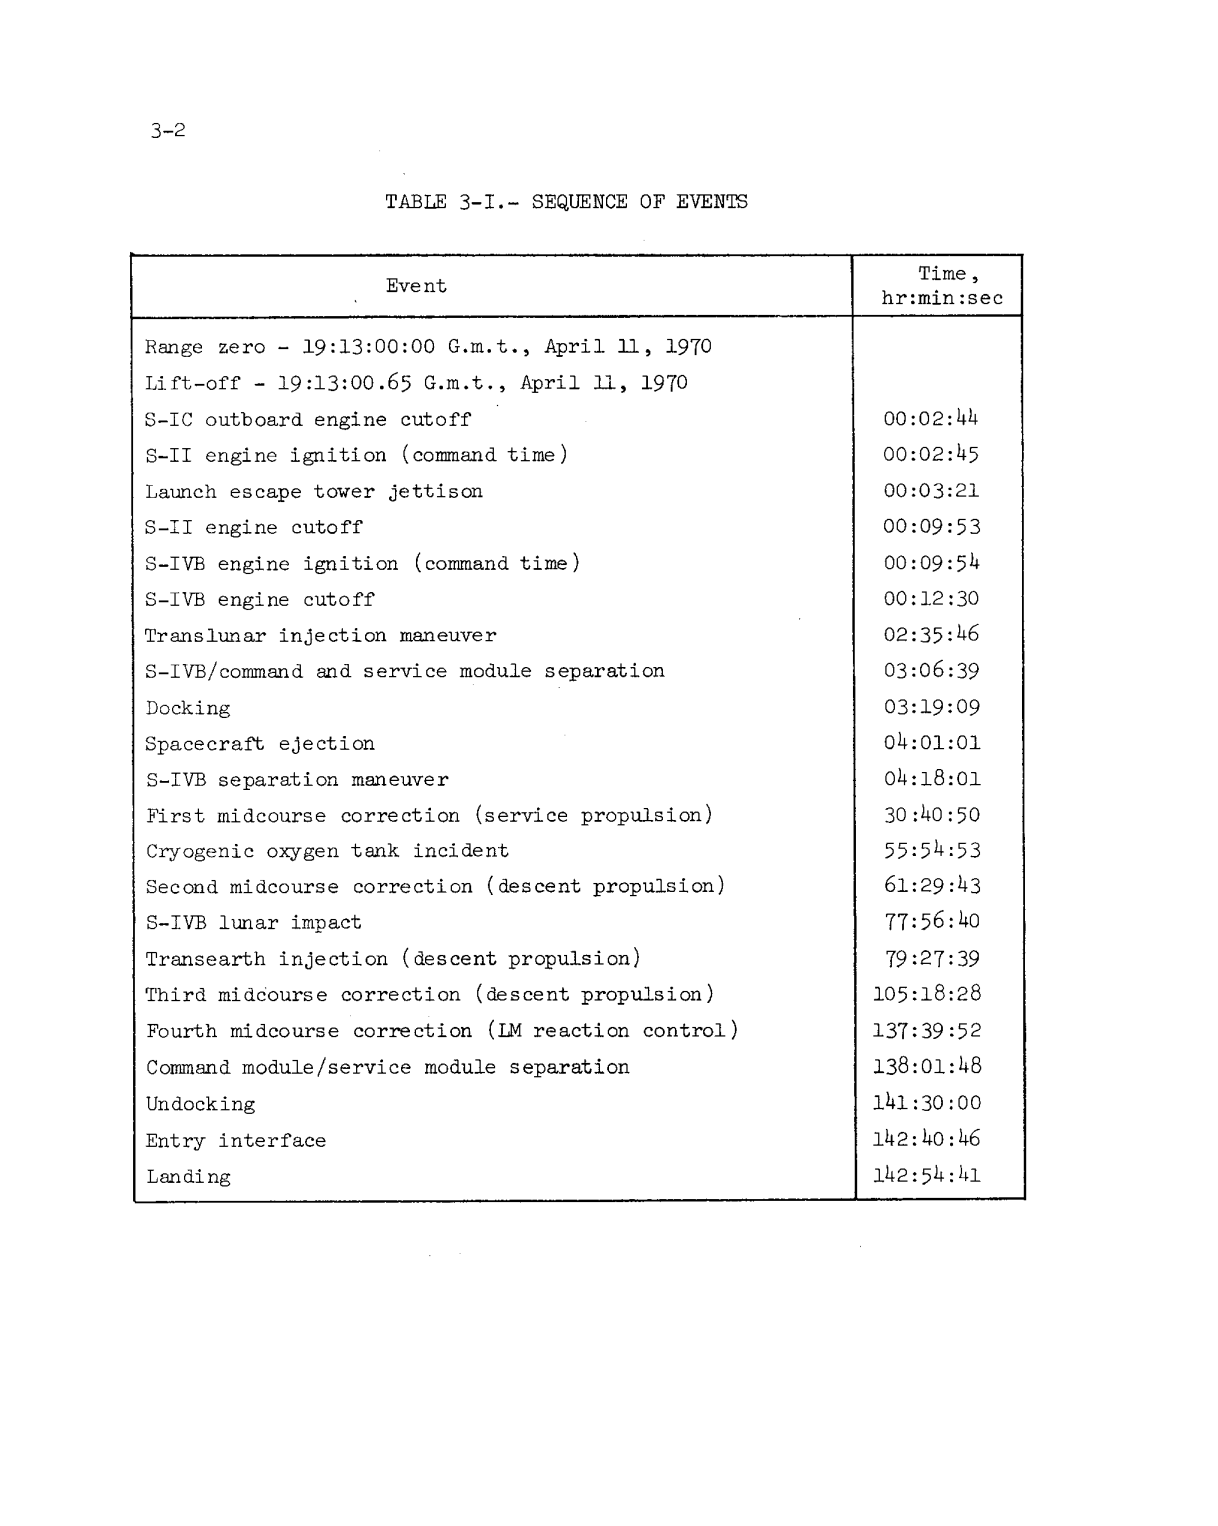 3-2
TABLE 3-I.- SEQUENCE OF EVENTS
Event
Time,
hr:min:sec
Range zero - 19:13:00:00 G.m.t., April 11, 1970
Lift-off - 19:13:00.65 G.m.t., April 11, 1970
S-IC outboard engine cutoff 00:02:44
S-II engine ignition (command time) 00:02:45
Launch escape tower jettison 00:03:21
S-II engine cutoff 00:09:53
S-IVB engine ignition (command time) 00:09:54
S-IVB engine cutoff 00:12:30
Translunar injection maneuver 02:35:46
S-IVB/command and service module separation 03:06:39
Docking 03:19:09
Spacecraft ejection 04:01:01
S-IVB separation maneuver 04:18:01
First midcourse correction (service propulsion) 30:40:50
Cryogenic oxygen tank incident 55:54:53
Second midcourse correction (descent propulsion) 61:29:43
S-IVB lunar impact 77:56:40
Transearth injection (descent propulsion) 79:27:39
Third midcourse correction (descent propulsion) 105:18:28
Fourth midcourse correction (LM reaction control) 137:39:52
Command module/service module separation 138:01:48
Undocking 141:30:00
Entry interface 142:40:46
Landing 142:54:41